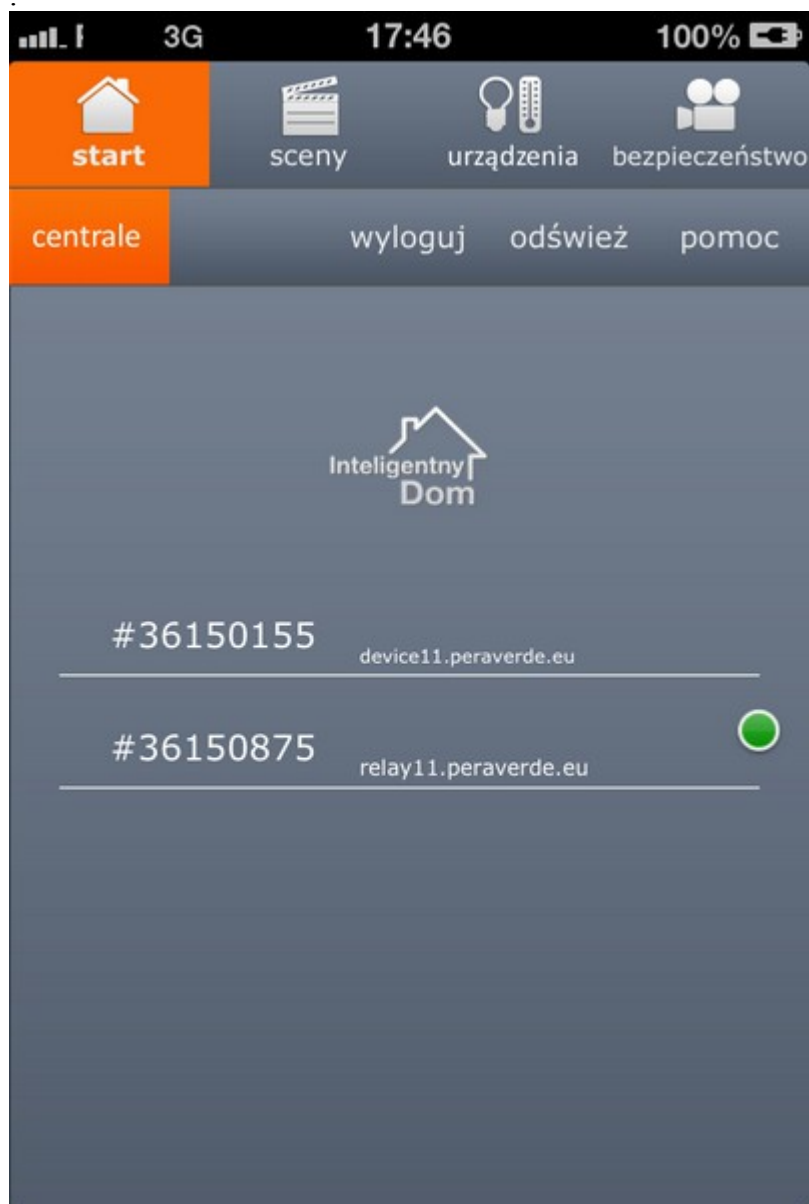 3G 17:46 100%
start sceny urządzenia bezpieczeństwo
centrale wyloguj odśwież pomoc
Inteligentny
Dom
#36150155 device11.peraverde.eu
#36150875 relay11.peraverde.eu